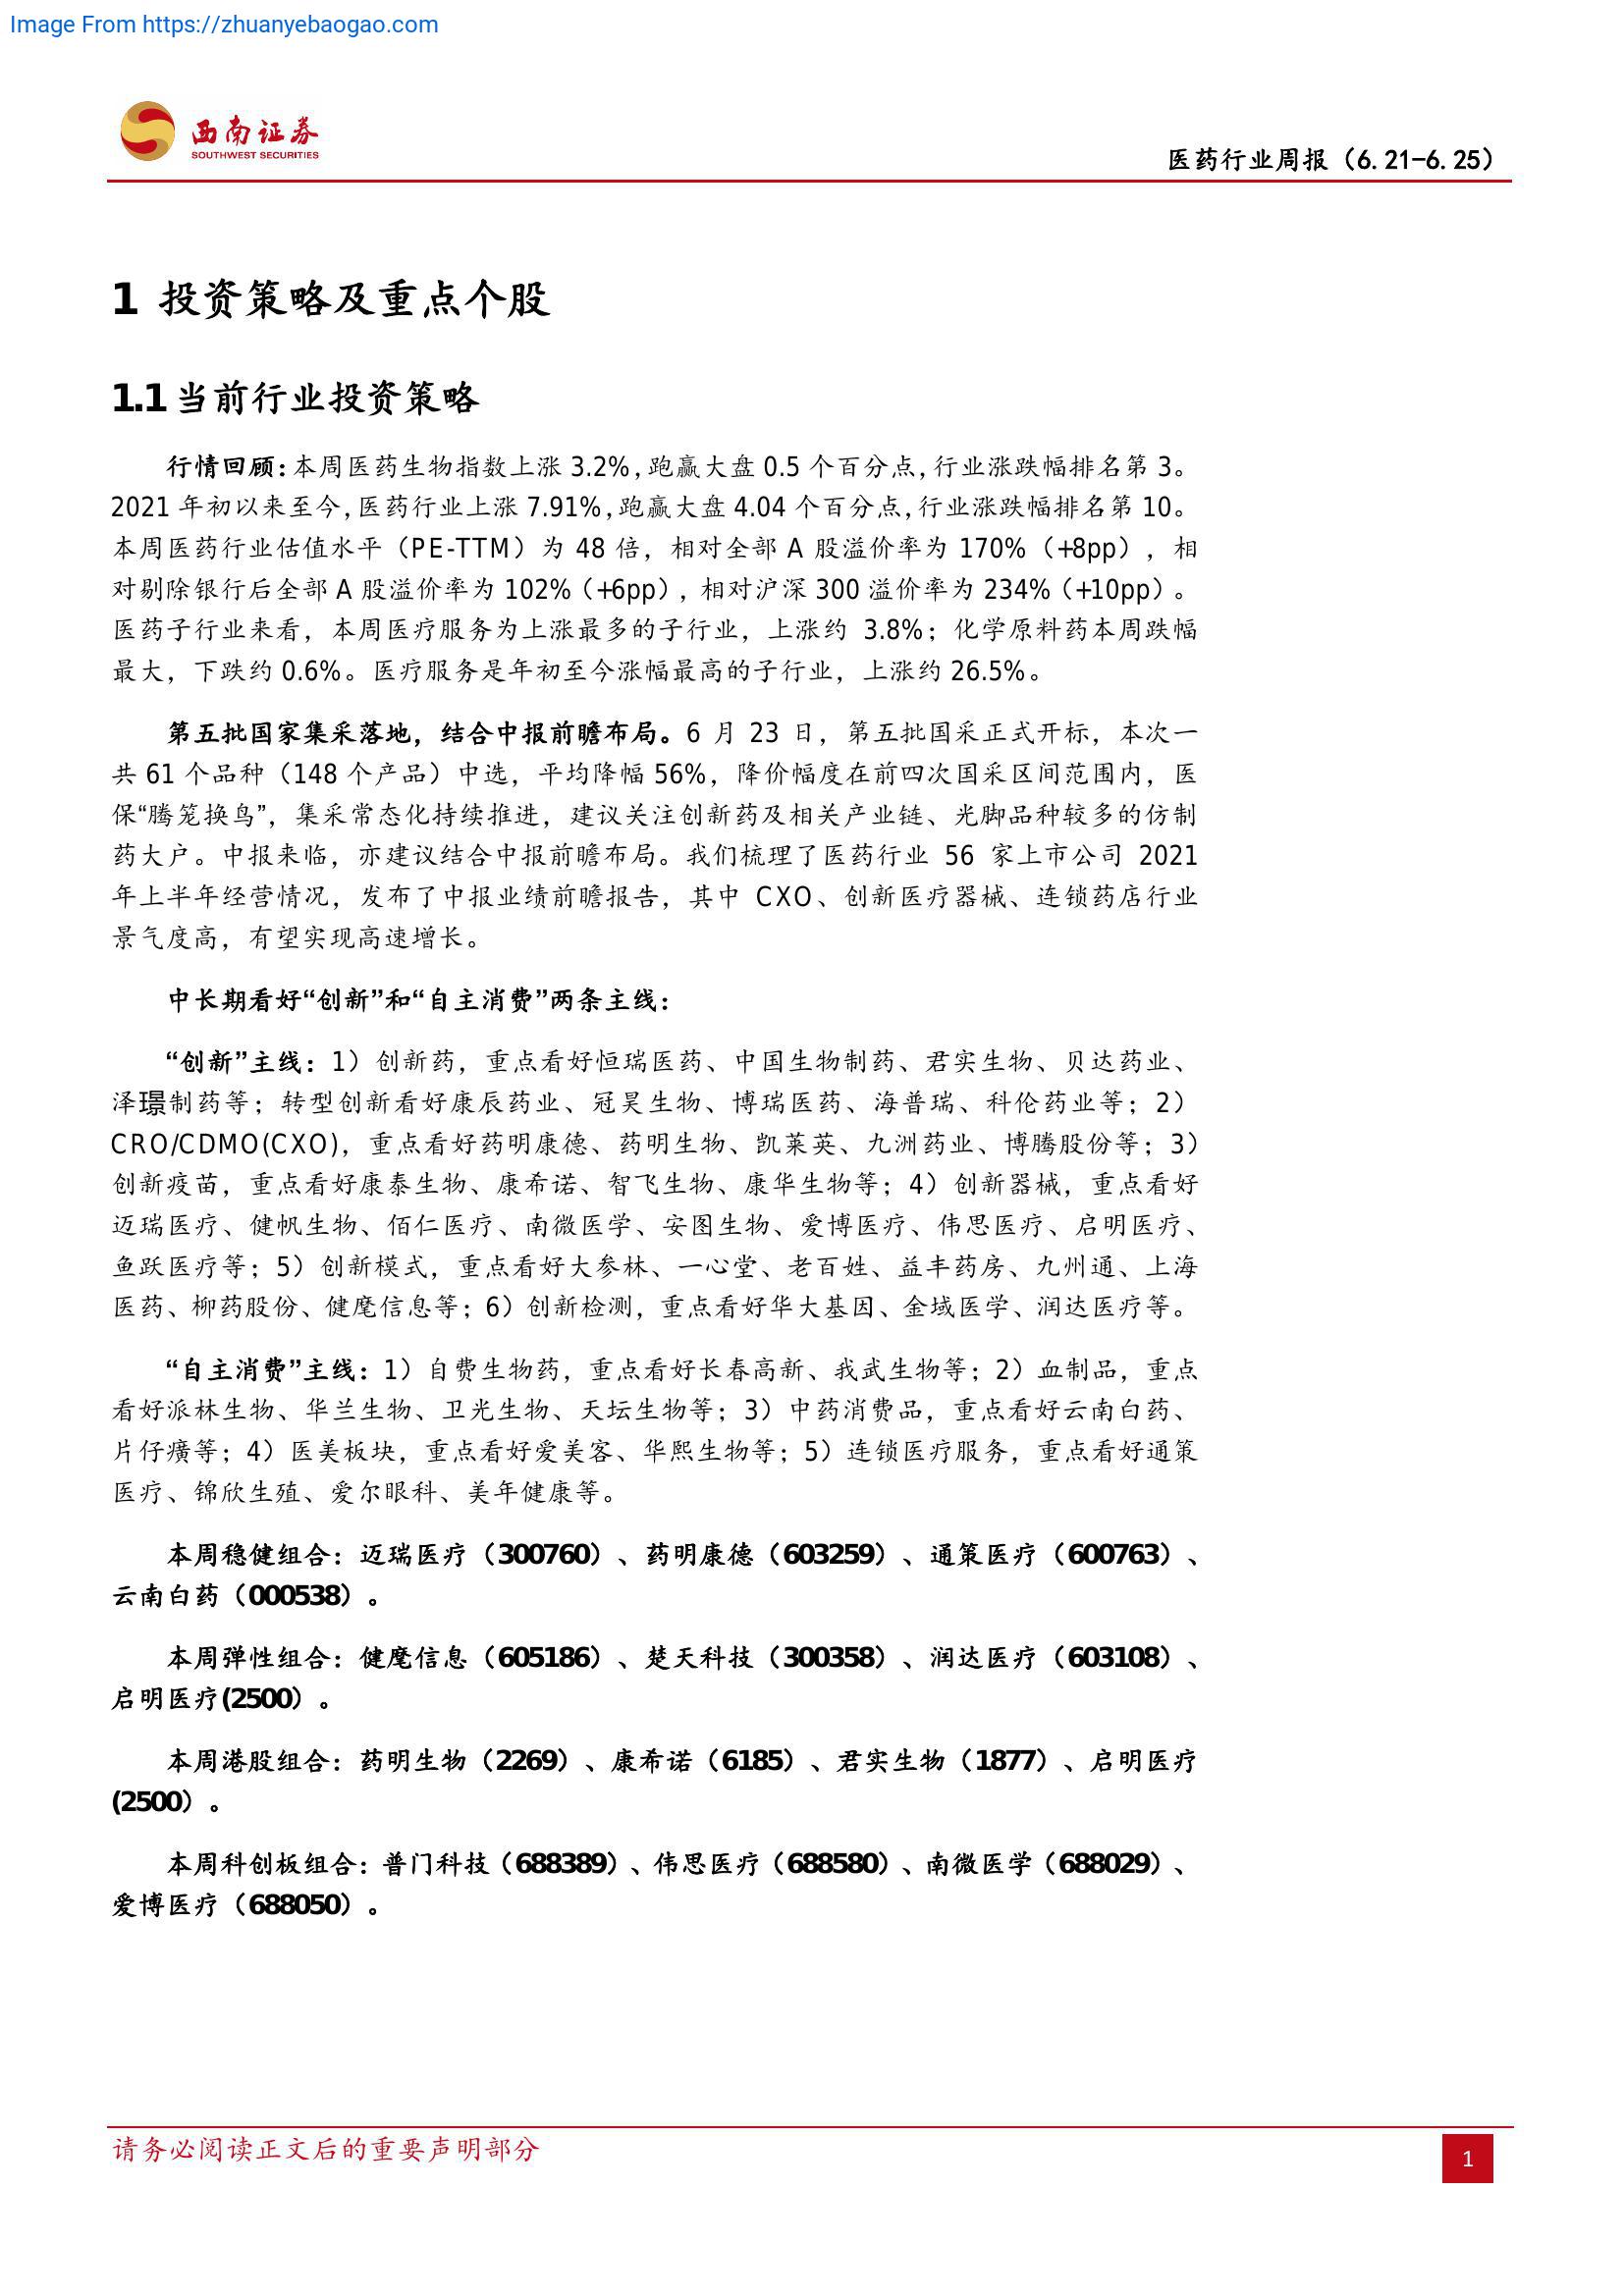 Image From https://zhuanyebaogao.com
西南证券
SOUTHWEST SECURITIES
医药行业周报（6.21-6.25）
1 投资策略及重点个股
1.1 当前行业投资策略
行情回顾：本周医药生物指数上涨 3.2%，跑赢大盘 0.5 个百分点，行业涨跌幅排名第 3。
2021 年初以来至今，医药行业上涨 7.91%，跑赢大盘 4.04 个百分点，行业涨跌幅排名第 10。
本周医药行业估值水平（PE-TTM）为 48 倍，相对全部 A 股溢价率为 170%（+8pp），相
对剔除银行后全部 A 股溢价率为 102%（+6pp），相对沪深 300 溢价率为 234%（+10pp）。
医药子行业来看，本周医疗服务为上涨最多的子行业，上涨约 3.8%；化学原料药本周跌幅
最大，下跌约 0.6%。医疗服务是年初至今涨幅最高的子行业，上涨约 26.5%。
第五批国家集采落地，结合中报前瞻布局。6 月 23 日，第五批国采正式开标，本次一
共 61 个品种（148 个产品）中选，平均降幅 56%，降价幅度在前四次国采区间范围内，医
保“腾笼换鸟”，集采常态化持续推进，建议关注创新药及相关产业链、光脚品种较多的仿制
药大户。中报来临，亦建议结合中报前瞻布局。我们梳理了医药行业 56 家上市公司 2021
年上半年经营情况，发布了中报业绩前瞻报告，其中 CXO、创新医疗器械、连锁药店行业
景气度高，有望实现高速增长。
中长期看好“创新”和“自主消费”两条主线：
“创新”主线：1）创新药，重点看好恒瑞医药、中国生物制药、君实生物、贝达药业、
泽璟制药等；转型创新看好康辰药业、冠昊生物、博瑞医药、海普瑞、科伦药业等；2）
CRO/CDMO(CXO)，重点看好药明康德、药明生物、凯莱英、九洲药业、博腾股份等；3）
创新疫苗，重点看好康泰生物、康希诺、智飞生物、康华生物等；4）创新器械，重点看好
迈瑞医疗、健帆生物、佰仁医疗、南微医学、安图生物、爱博医疗、伟思医疗、启明医疗、
鱼跃医疗等；5）创新模式，重点看好大参林、一心堂、老百姓、益丰药房、九州通、上海
医药、柳药股份、健麾信息等；6）创新检测，重点看好华大基因、金域医学、润达医疗等。
“自主消费”主线：1）自费生物药，重点看好长春高新、我武生物等；2）血制品，重点
看好派林生物、华兰生物、卫光生物、天坛生物等；3）中药消费品，重点看好云南白药、
片仔癀等；4）医美板块，重点看好爱美客、华熙生物等；5）连锁医疗服务，重点看好通策
医疗、锦欣生殖、爱尔眼科、美年健康等。
本周稳健组合：迈瑞医疗（300760）、药明康德（603259）、通策医疗（600763）、
云南白药（000538）。
本周弹性组合：健麾信息（605186）、楚天科技（300358）、润达医疗（603108）、
启明医疗(2500）。
本周港股组合：药明生物（2269）、康希诺（6185）、君实生物（1877）、启明医疗
(2500）。
本周科创板组合：普门科技（688389）、伟思医疗（688580）、南微医学（688029）、
爱博医疗（688050）。
请务必阅读正文后的重要声明部分
1